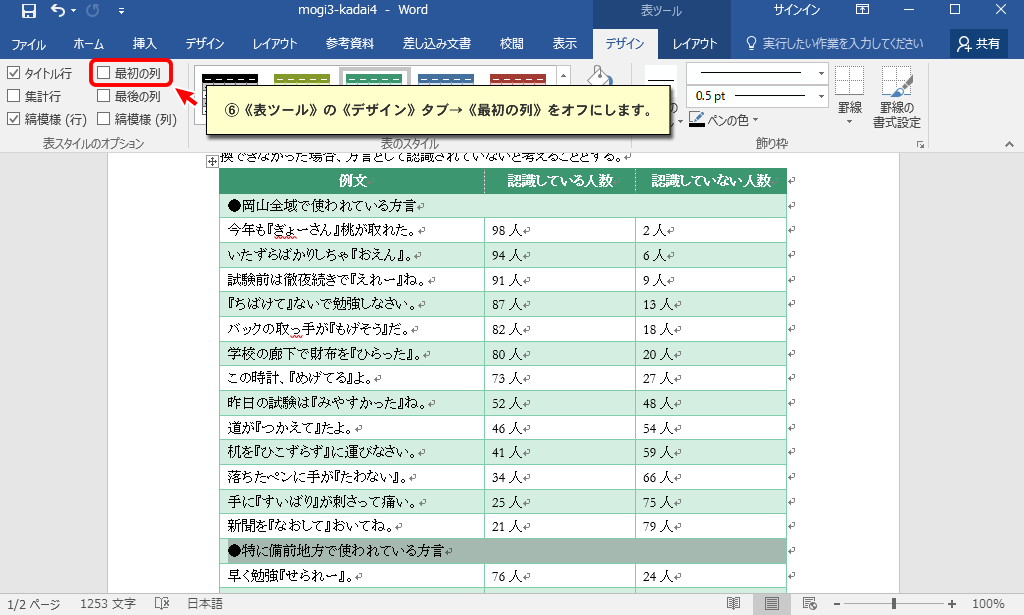 mogi3-kadai4 - Word
表ツール
サインイン
ファイル ホーム 挿入 デザイン レイアウト 参考資料 差し込み文書 校閲 表示 デザイン レイアウト 実行したい作業を入力してください 共有
タイトル行 最初の列
集計行 最後の列
縞模様 (行) 縞模様 (列)
表スタイルのオプション
⑥《表ツール》の《デザイン》タブ→《最初の列》をオフにします。
表のスタイル
0.5 pt
ペンの色
罫線
罫線の
書式設定
飾り枠
換できなかった場合、方言として認識されていないと考えることとする。
例文 認識している人数 認識していない人数
●岡山全域で使われている方言
今年も『ぎょーさん』桃が取れた。 98 人 2 人
いたずらばかりしちゃ『おえん』。 94 人 6 人
試験前は徹夜続きで『えれー』ね。 91 人 9 人
『ちばけて』ないで勉強しなさい。 87 人 13 人
バックの取っ手が『もげそう』だ。 82 人 18 人
学校の廊下で財布を『ひらった』。 80 人 20 人
この時計、『めげてる』よ。 73 人 27 人
昨日の試験は『みやすかった』ね。 52 人 48 人
道が『つかえて』たよ。 46 人 54 人
机を『ひこずらず』に運びなさい。 41 人 59 人
落ちたペンに手が『たわない』。 34 人 66 人
手に『すいばり』が刺さって痛い。 25 人 75 人
新聞を『なおして』おいてね。 21 人 79 人
●特に備前地方で使われている方言
早く勉強『せられー』。 76 人 24 人
1/2 ページ 1253 文字 日本語 100%